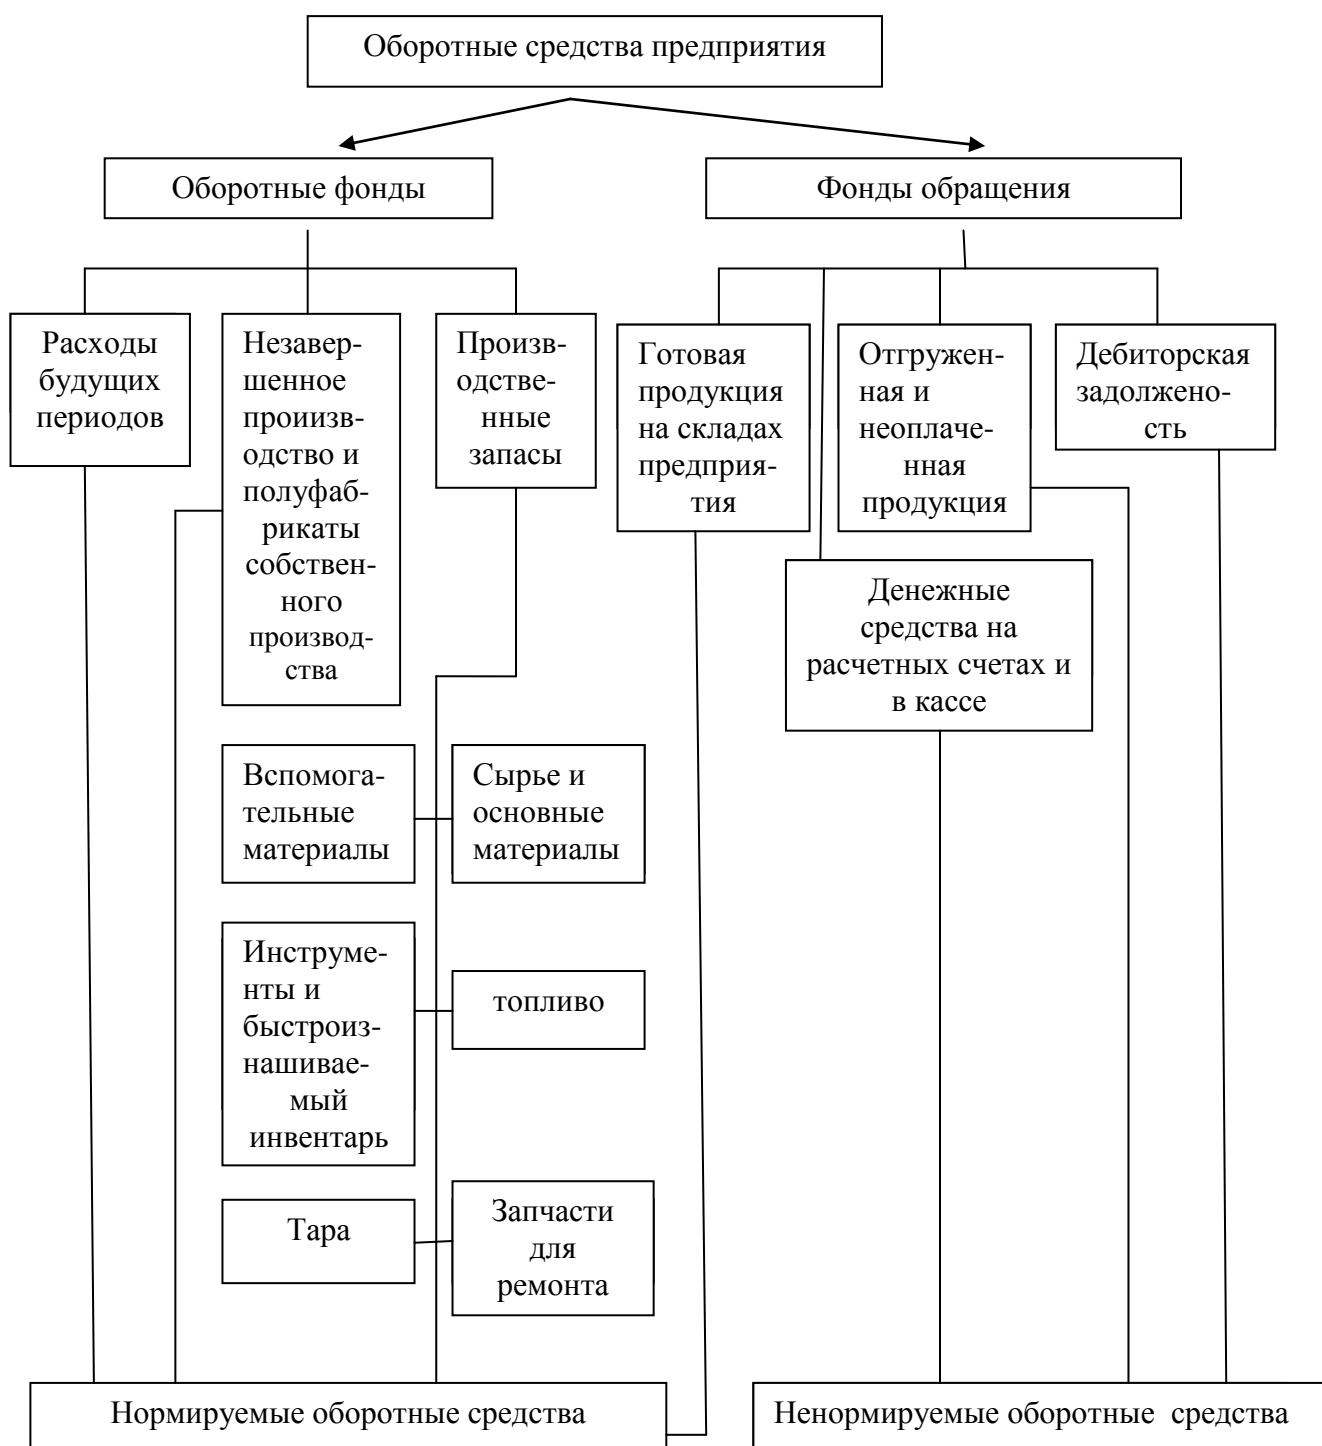 Оборотные средства предприятия
Оборотные фонды
Фонды обращения
Расходы
будущих
периодов
Незавер-
шенное
проиизв-
одство и
полуфаб-
рикаты
собствен-
ного
производ-
ства
Произв-
одстве-
нные
запасы
Готовая
продукция
на складах
предприя-
тия
Отгружен-
ная и
неоплаче-
нная
продукция
Дебиторская
задолжено-
сть
Денежные
средства на
расчетных счетах и
в кассе
Вспомога-
тельные
материалы
Сырье и
основные
материалы
Инструме-
нты и
быстроиз-
нашивае-
мый
инвентарь
топливо
Тара
Запчасти
для
ремонта
Нормируемые оборотные средства
Ненормируемые оборотные средства